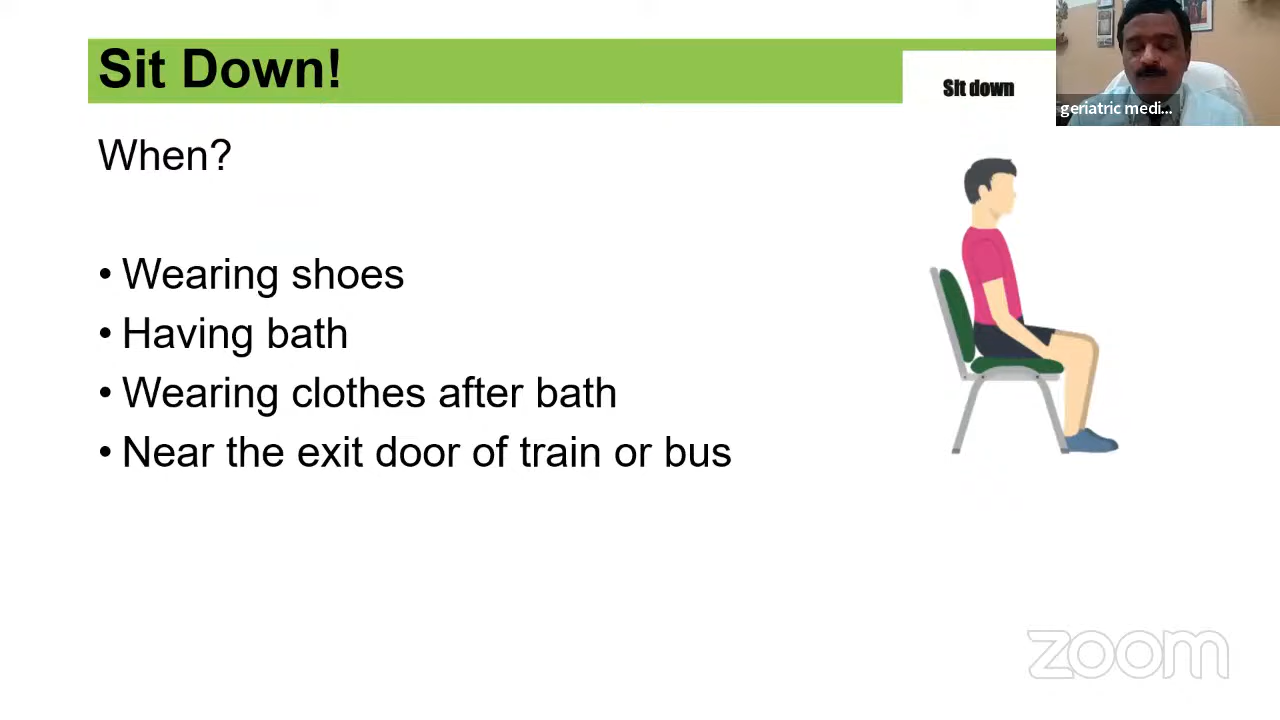 Sit Down!
Sit down
geriatric medi...
When?
• Wearing shoes
• Having bath
• Wearing clothes after bath
• Near the exit door of train or bus
zoom